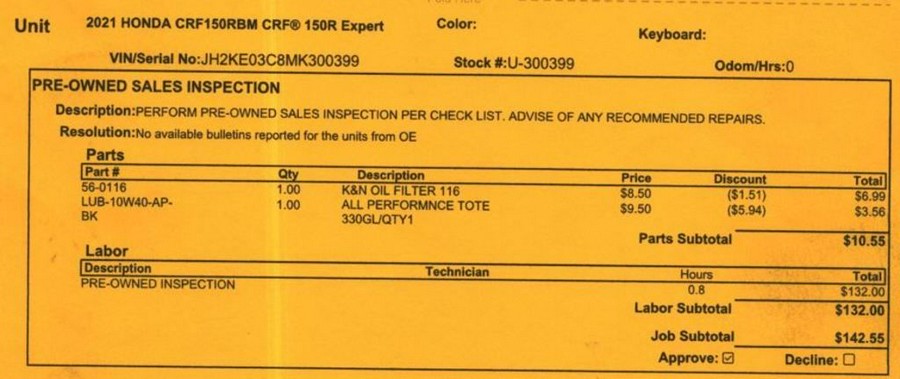 Unit 2021 HONDA CRF150RBM CRF® 150R Expert Color: Keyboard:
VIN/Serial No:JH2KE03C8MK300399 Stock #:U-300399 Odom/Hrs:0
PRE-OWNED SALES INSPECTION
Description:PERFORM PRE-OWNED SALES INSPECTION PER CHECK LIST. ADVISE OF ANY RECOMMENDED REPAIRS.
Resolution:No available bulletins reported for the units from OE
Parts
Part # Qty Description Price Discount Total
56-0116 1.00 K&N OIL FILTER 116 $8.50 ($1.51) $6.99
LUB-10W40-AP- 1.00 ALL PERFORMNCE TOTE $9.50 ($5.94) $3.56
BK 330GL/QTY1
Parts Subtotal $10.55
Labor
Description Technician Hours Total
PRE-OWNED INSPECTION 0.8 $132.00
Labor Subtotal $132.00
Job Subtotal $142.55
Approve: ☑ Decline: ☐